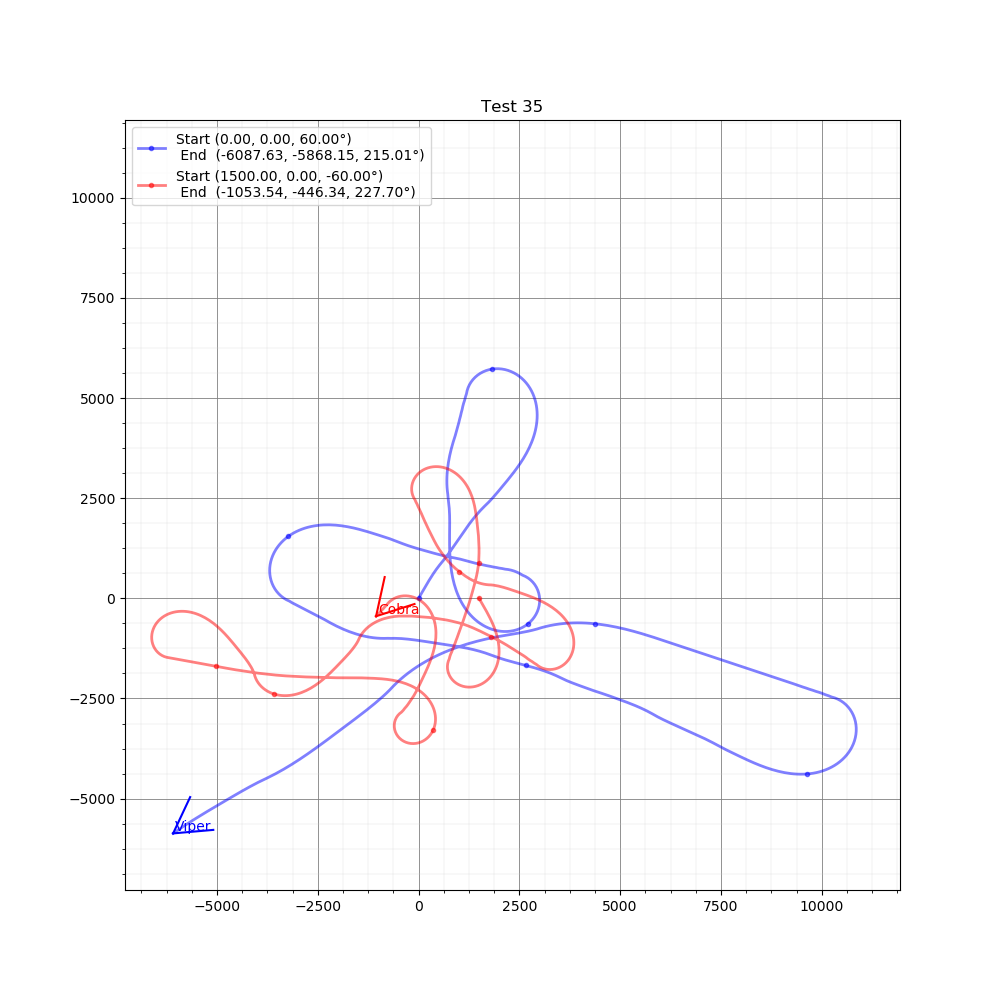 Test 35
Start (0.00, 0.00, 60.00°)
End (-6087.63, -5868.15, 215.01°)
Start (1500.00, 0.00, -60.00°)
End (-1053.54, -446.34, 227.70°)
10000
7500
5000
2500
0
−2500
−5000
Cobra
Viper
−5000
−2500
0
2500
5000
7500
10000